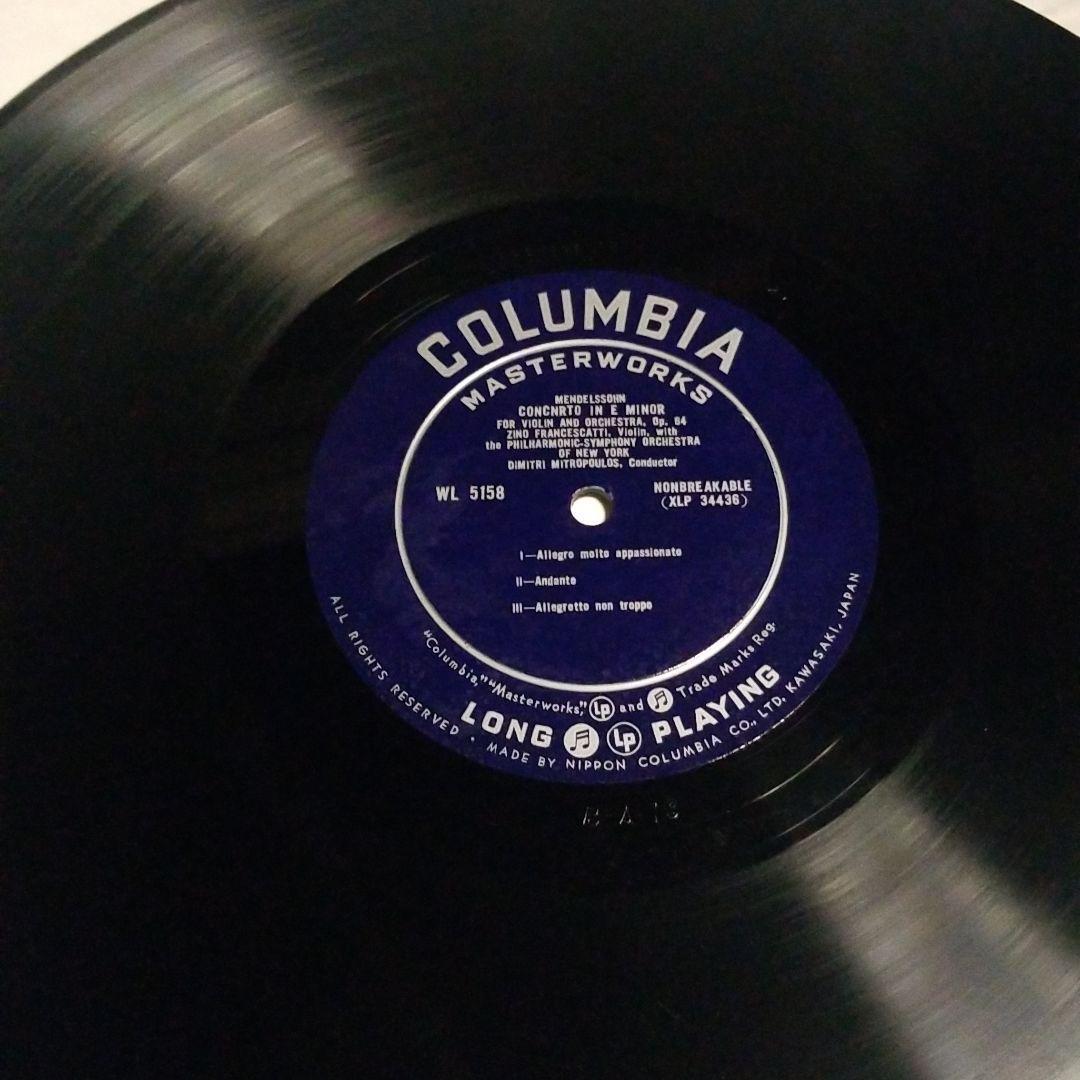 COLUMBIA
MASTERWORKS
MENDELSSOHN
CONCNRTO IN E MINOR
FOR VIOLIN AND ORCHESTRA, Op. 64
ZINO FRANCESCATTI, Violin, with
the PHILHARMONIC-SYMPHONY ORCHESTRA
OF NEW YORK
DIMITRI MITROPOULOS, Conductor
WL 5158
NONBREAKABLE
(XLP 34436)
I—Allegro molto appassionato
II—Andante
III—Allegretto non troppo
"Columbia," "Masterworks," Lp and Trade Marks Reg.
LONG Lp PLAYING
ALL RIGHTS RESERVED · MADE BY NIPPON COLUMBIA CO., LTD. KAWASAKI, JAPAN